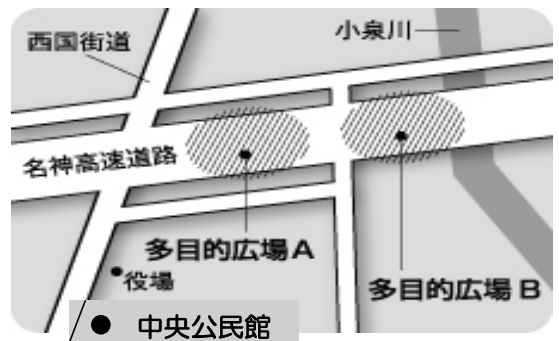 小泉川
西国街道
名神高速道路
多目的広場A
多目的広場B
役場
中央公民館